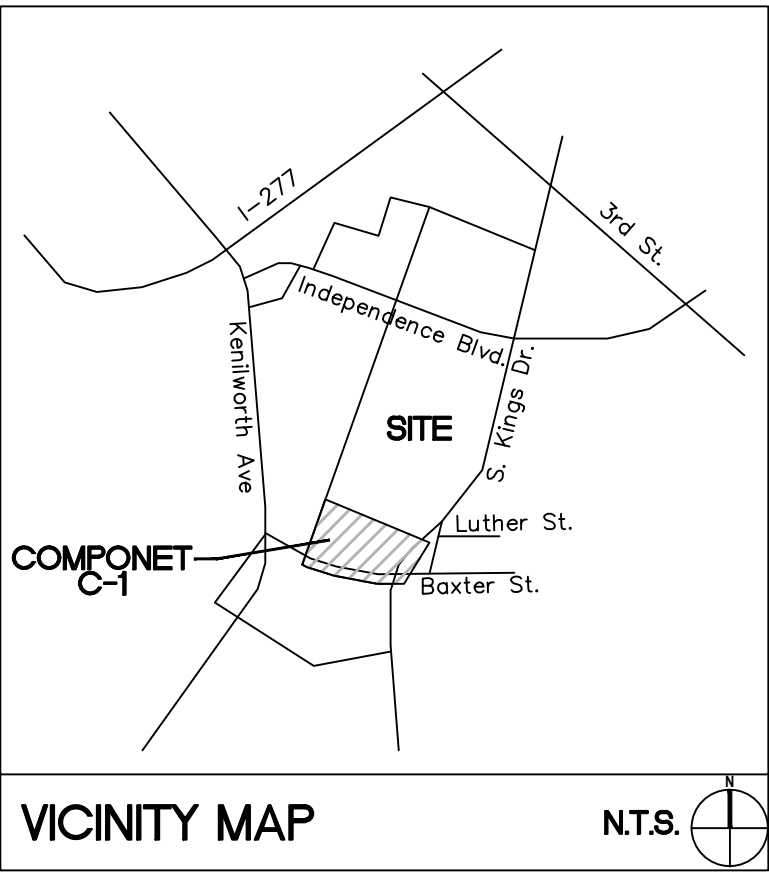 I-277
3rd St.
Independence Blvd.
Kenilworth Ave
S. Kings Dr.
SITE
Luther St.
COMPONET
C-1
Baxter St.
VICINITY MAP
N.T.S.
N